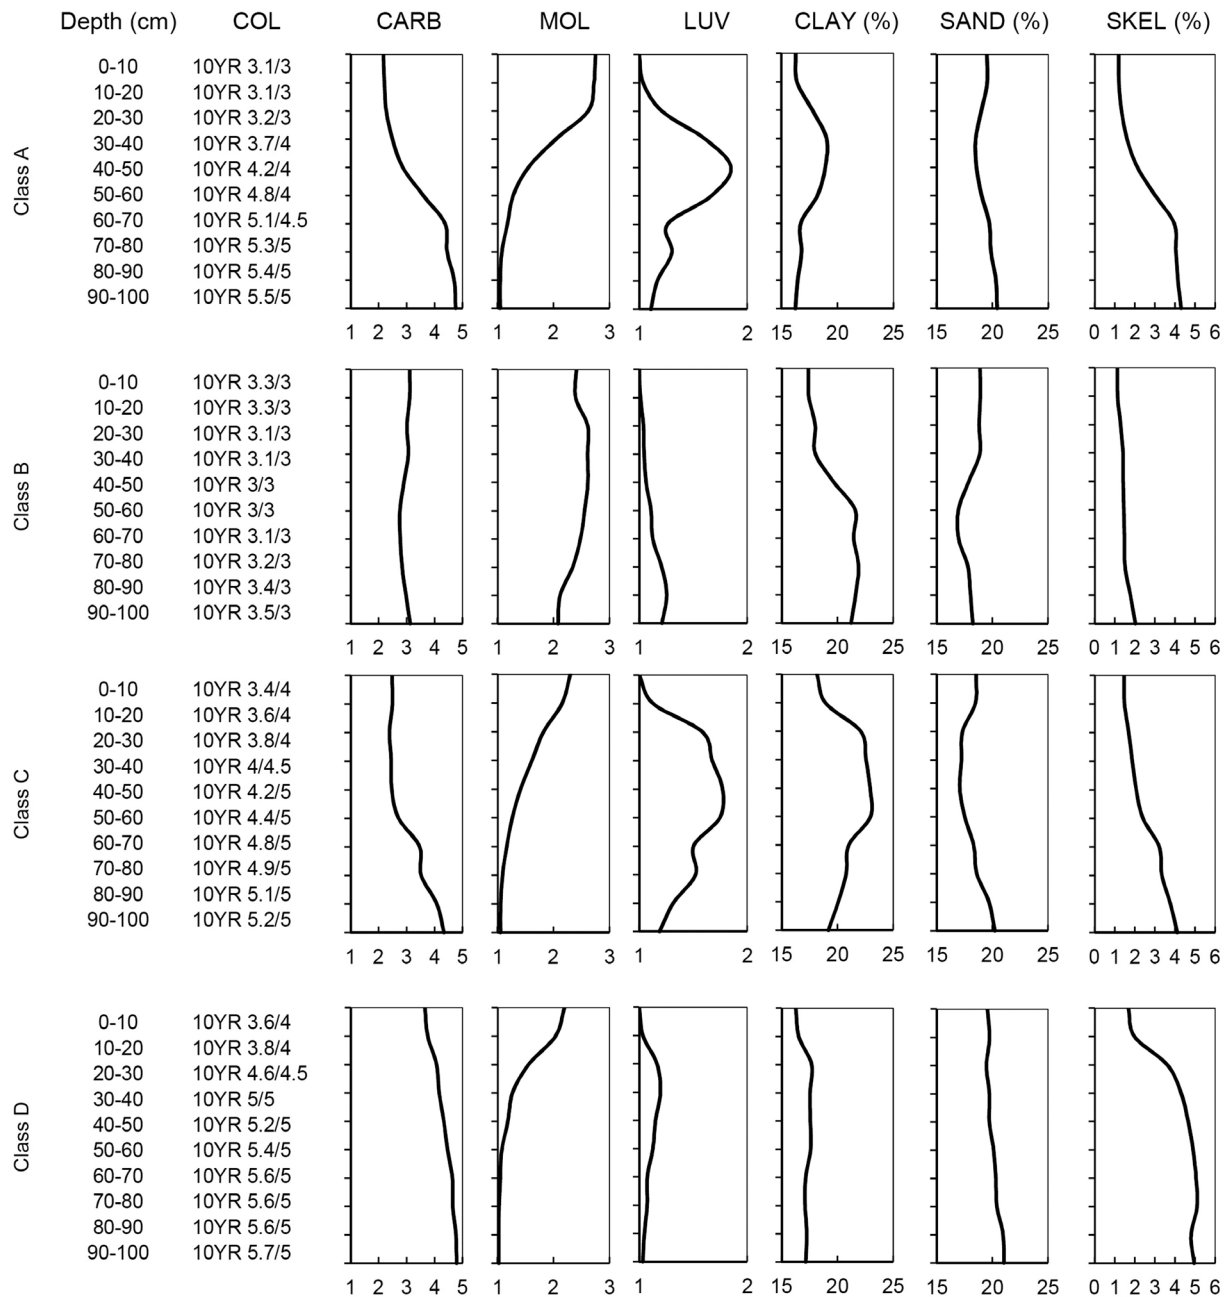 Depth (cm) COL CARB MOL LUV CLAY (%) SAND (%) SKEL (%)
Class A
0-10 10YR 3.1/3
10-20 10YR 3.1/3
20-30 10YR 3.2/3
30-40 10YR 3.7/4
40-50 10YR 4.2/4
50-60 10YR 4.8/4
60-70 10YR 5.1/4.5
70-80 10YR 5.3/5
80-90 10YR 5.4/5
90-100 10YR 5.5/5
1 2 3 4 5 1 2 3 1 2 15 20 25 15 20 25 0 1 2 3 4 5 6
Class B
0-10 10YR 3.3/3
10-20 10YR 3.3/3
20-30 10YR 3.1/3
30-40 10YR 3.1/3
40-50 10YR 3/3
50-60 10YR 3/3
60-70 10YR 3.1/3
70-80 10YR 3.2/3
80-90 10YR 3.4/3
90-100 10YR 3.5/3
1 2 3 4 5 1 2 3 1 2 15 20 25 15 20 25 0 1 2 3 4 5 6
Class C
0-10 10YR 3.4/4
10-20 10YR 3.6/4
20-30 10YR 3.8/4
30-40 10YR 4/4.5
40-50 10YR 4.2/5
50-60 10YR 4.4/5
60-70 10YR 4.8/5
70-80 10YR 4.9/5
80-90 10YR 5.1/5
90-100 10YR 5.2/5
1 2 3 4 5 1 2 3 1 2 15 20 25 15 20 25 0 1 2 3 4 5 6
Class D
0-10 10YR 3.6/4
10-20 10YR 3.8/4
20-30 10YR 4.6/4.5
30-40 10YR 5/5
40-50 10YR 5.2/5
50-60 10YR 5.4/5
60-70 10YR 5.6/5
70-80 10YR 5.6/5
80-90 10YR 5.6/5
90-100 10YR 5.7/5
1 2 3 4 5 1 2 3 1 2 15 20 25 15 20 25 0 1 2 3 4 5 6